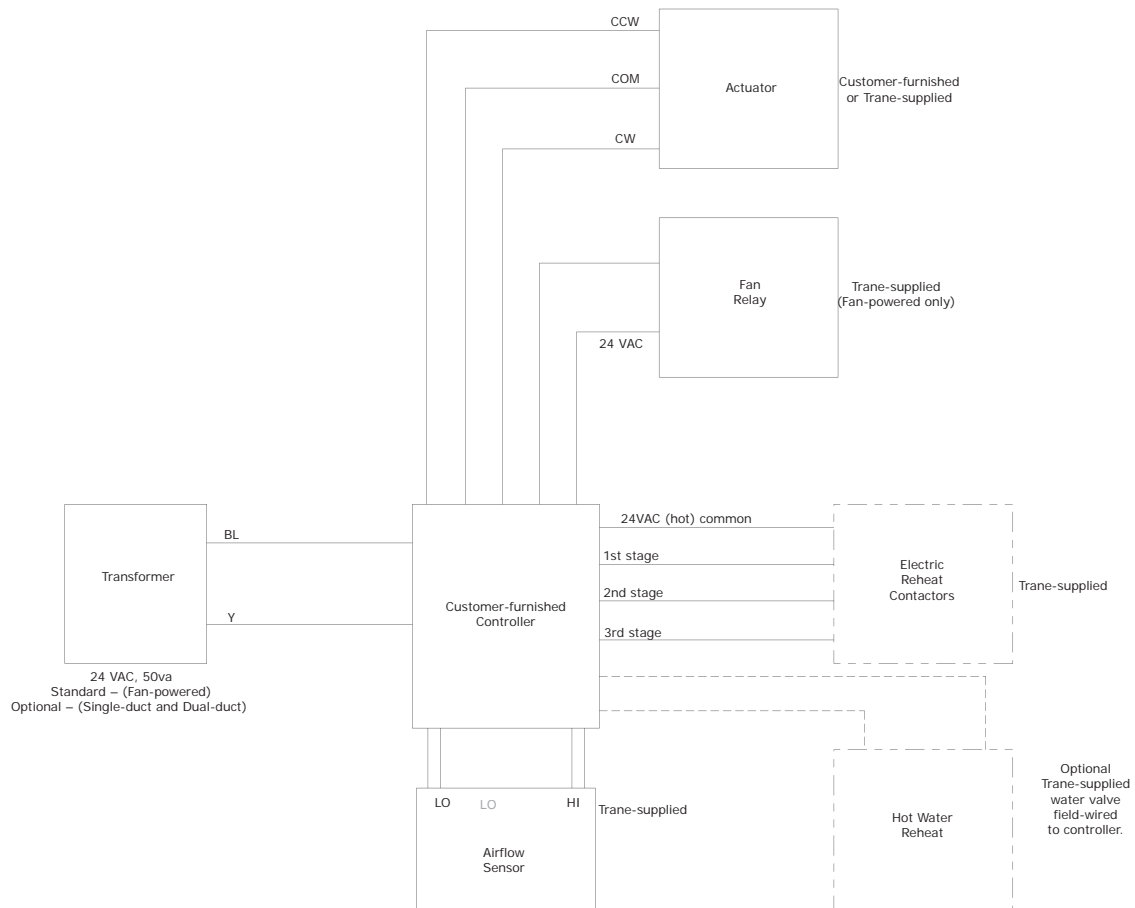 CCW
COM
CW
Actuator
Customer-furnished
or Trane-supplied
Fan
Relay
24 VAC
Trane-supplied
(Fan-powered only)
BL
Y
Transformer
24 VAC, 50va
Standard – (Fan-powered)
Optional – (Single-duct and Dual-duct)
Customer-furnished
Controller
24VAC (hot) common
1st stage
2nd stage
3rd stage
Electric
Reheat
Contactors
Trane-supplied
LO
LO
HI
Trane-supplied
Airflow
Sensor
Hot Water
Reheat
Optional
Trane-supplied
water valve
field-wired
to controller.